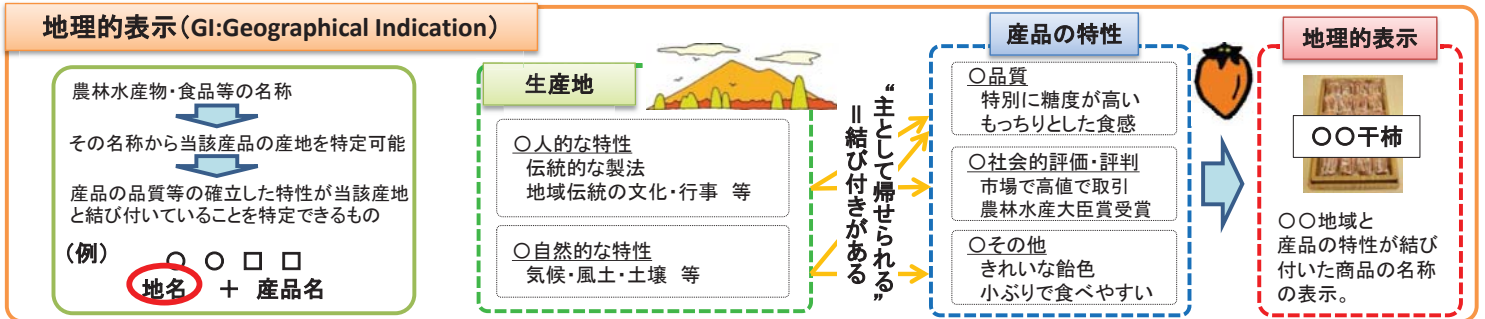 地理的表示(GI:Geographical Indication)
農林水産物・食品等の名称
その名称から当該産品の産地を特定可能
産品の品質等の確立した特性が当該産地
と結び付いていることを特定できるもの
(例)
○ ○ □ □
地名 + 産品名
生産地
○人的な特性
伝統的な製法
地域伝統の文化・行事 等
○自然的な特性
気候・風土・土壌 等
“主として帰せられる”
=結び付きがある
産品の特性
○品質
特別に糖度が高い
もっちりとした食感
○社会的評価・評判
市場で高値で取引
農林水産大臣賞受賞
○その他
きれいな飴色
小ぶりで食べやすい
地理的表示
○○干柿
○○地域と
産品の特性が結び
付いた商品の名称
の表示。